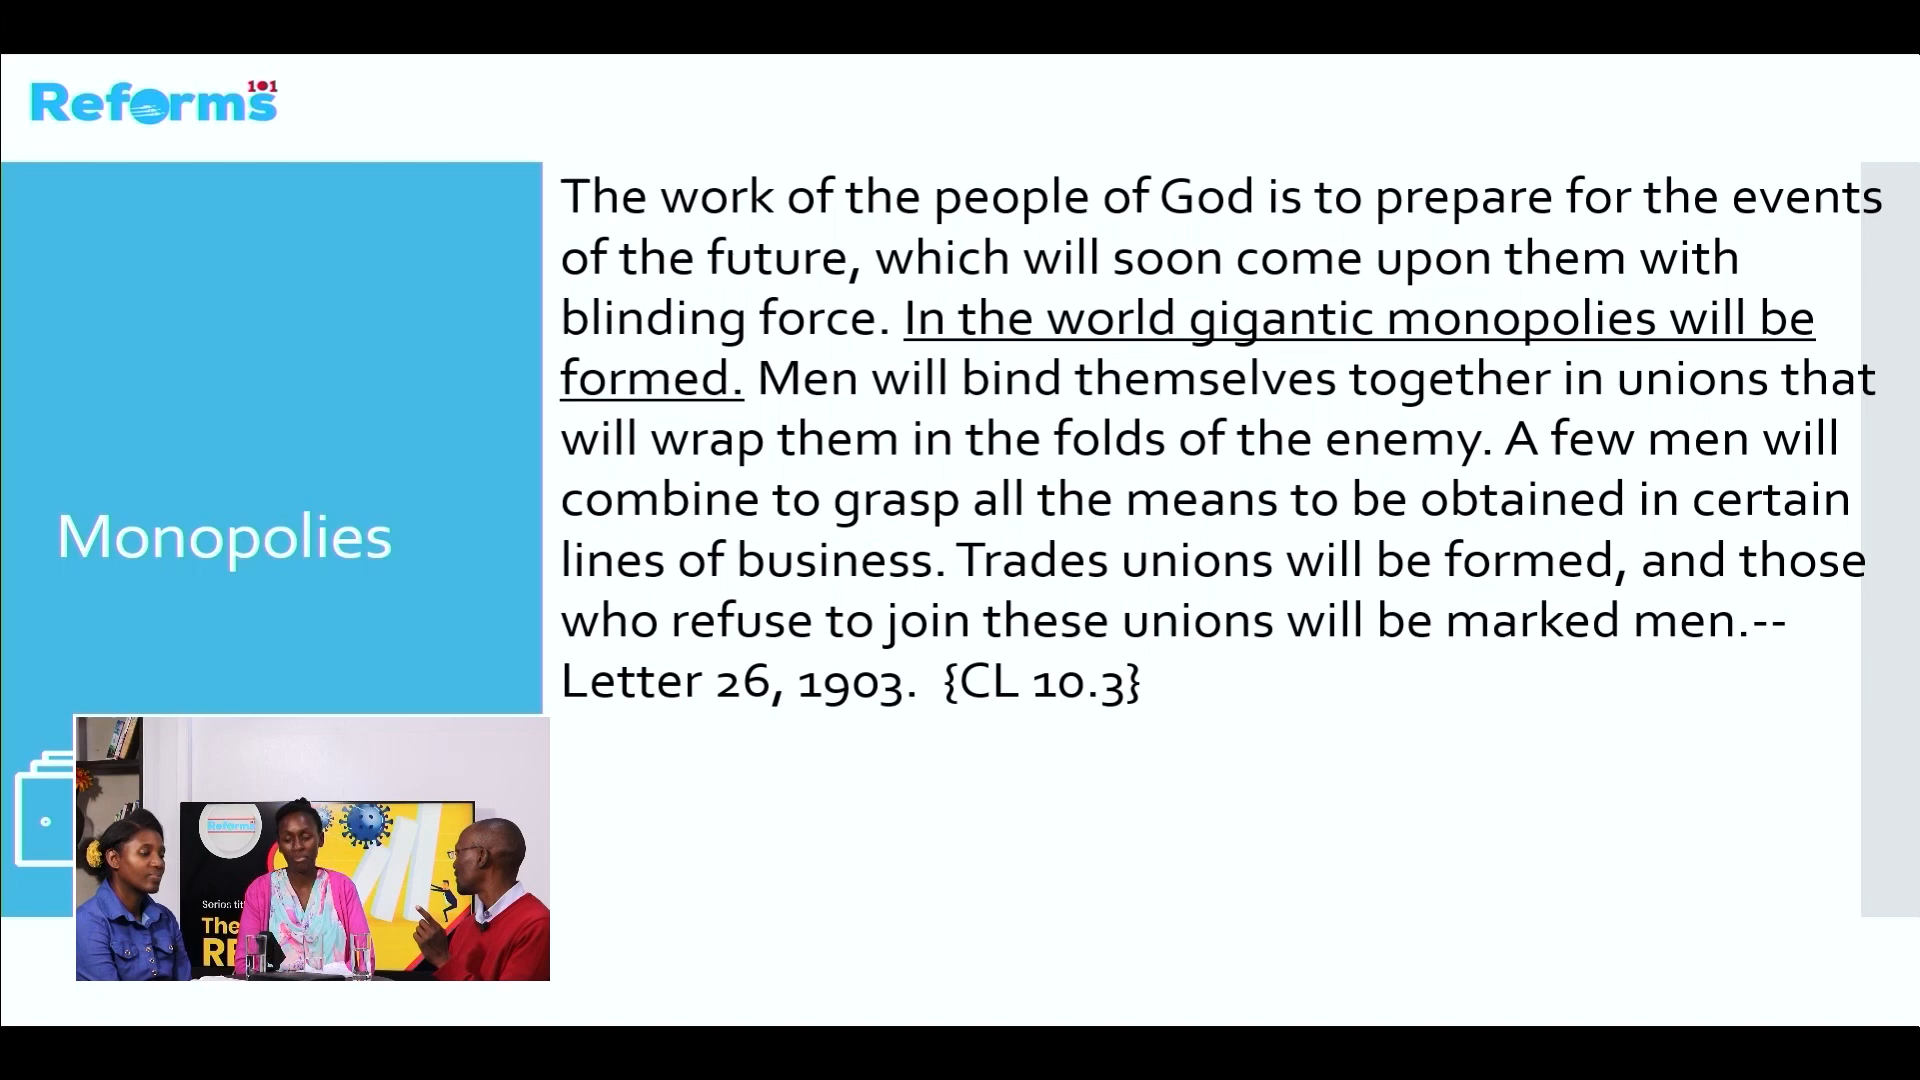 Reforms 101
The work of the people of God is to prepare for the events
of the future, which will soon come upon them with
blinding force. In the world gigantic monopolies will be
formed. Men will bind themselves together in unions that
will wrap them in the folds of the enemy. A few men will
combine to grasp all the means to be obtained in certain
lines of business. Trades unions will be formed, and those
who refuse to join these unions will be marked men.--
Letter 26, 1903.  {CL 10.3}
Monopolies
Reforms
The